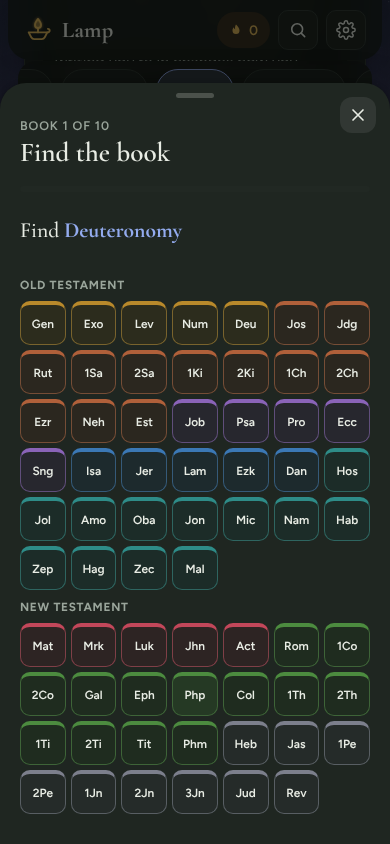 Lamp
0
BOOK 1 OF 10
Find the book
Find Deuteronomy
OLD TESTAMENT
Gen Exo Lev Num Deu Jos Jdg
Rut 1Sa 2Sa 1Ki 2Ki 1Ch 2Ch
Ezr Neh Est Job Psa Pro Ecc
Sng Isa Jer Lam Ezk Dan Hos
Jol Amo Oba Jon Mic Nam Hab
Zep Hag Zec Mal
NEW TESTAMENT
Mat Mrk Luk Jhn Act Rom 1Co
2Co Gal Eph Php Col 1Th 2Th
1Ti 2Ti Tit Phm Heb Jas 1Pe
2Pe 1Jn 2Jn 3Jn Jud Rev